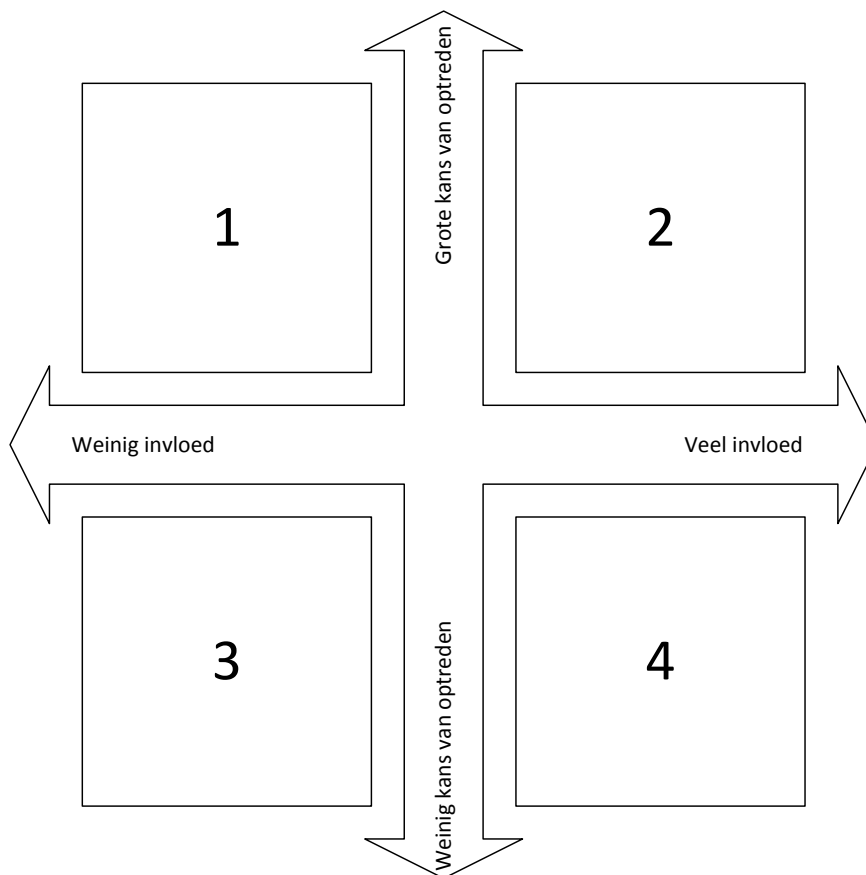 Grote kans van optreden
1
2
Weinig invloed
Veel invloed
3
4
Weinig kans van optreden